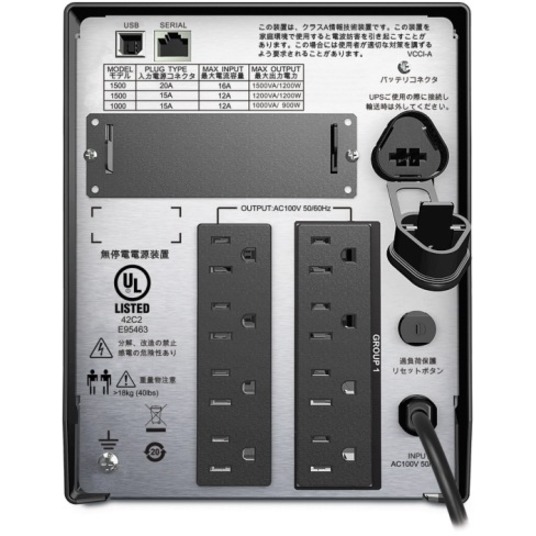 USB
SERIAL
この装置は、クラスA情報技術装置です。この装置を
家庭環境で使用すると電波妨害を引き起こすことが
あります。この場合には使用者が適切な対策を講ずる
よう要求されることがあります。
VCCI-A
MODEL PLUG TYPE MAX INPUT MAX OUTPUT
モデル 入力電源コネクタ 最大電流容量 最大出力電力
1500 20A 16A 1500VA/1200W
1500 15A 12A 1200VA/1200W
1000 15A 12A 1000VA/ 900W
バッテリコネクタ
UPSご使用の際に接続し
輸送時は外してください。
OUTPUT:AC100V 50/60Hz
無停電電源装置
UL
LISTED
42C2
E95463
分解、改造の禁止
感電の危険性あり
重量物注意
>18kg (40lbs)
20
GROUP 1
過負荷保護
リセットボタン
INPUT
AC100V 50/